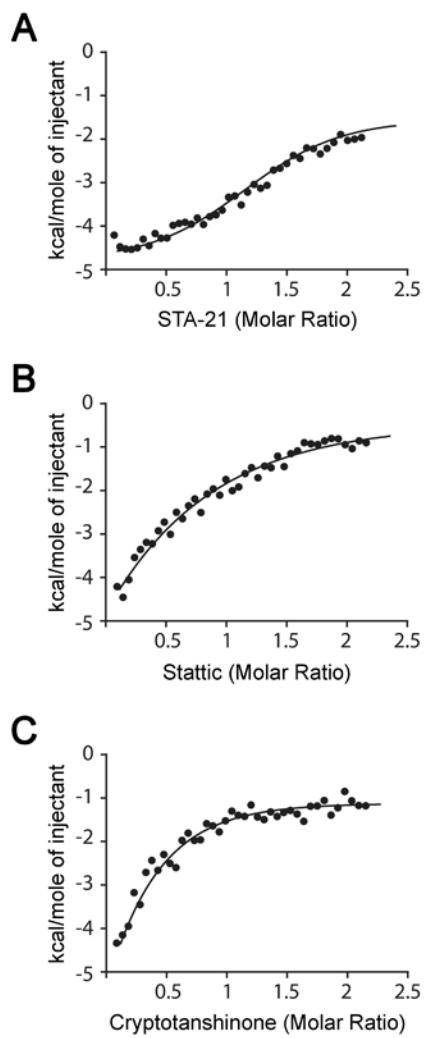 A
0
-1
-2
-3
-4
-5
kcal/mole of injectant
0.5 1 1.5 2 2.5
STA-21 (Molar Ratio)
B
0
-1
-2
-3
-4
-5
kcal/mole of injectant
0.5 1 1.5 2 2.5
Stattic (Molar Ratio)
C
0
-1
-2
-3
-4
-5
kcal/mole of injectant
0.5 1 1.5 2 2.5
Cryptotanshinone (Molar Ratio)